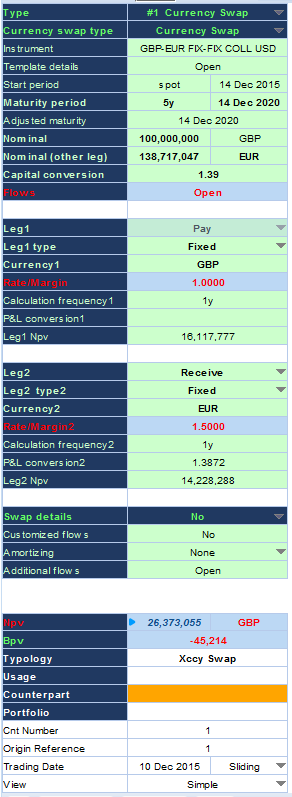 Type #1 Currency Swap
Currency swap type Currency Swap
Instrument GBP-EUR FIX-FIX COLL USD
Template details Open
Start period spot 14 Dec 2015
Maturity period 5y 14 Dec 2020
Adjusted maturity 14 Dec 2020
Nominal 100,000,000 GBP
Nominal (other leg) 138,717,047 EUR
Capital conversion 1.39
Flows Open
Leg1 Pay
Leg1 type Fixed
Currency1 GBP
Rate/Margin 1.0000
Calculation frequency1 1y
P&L conversion1
Leg1 Npv 16,117,777
Leg2 Receive
Leg2 type2 Fixed
Currency2 EUR
Rate/Margin2 1.5000
Calculation frequency2 1y
P&L conversion2 1.3872
Leg2 Npv 14,228,288
Swap details No
Customized flows No
Amortizing None
Additional flows Open
Npv 26,373,055 GBP
Bpv -45,214
Typology Xccy Swap
Usage
Counterpart
Portfolio
Cnt Number 1
Origin Reference 1
Trading Date 10 Dec 2015 Sliding
View Simple